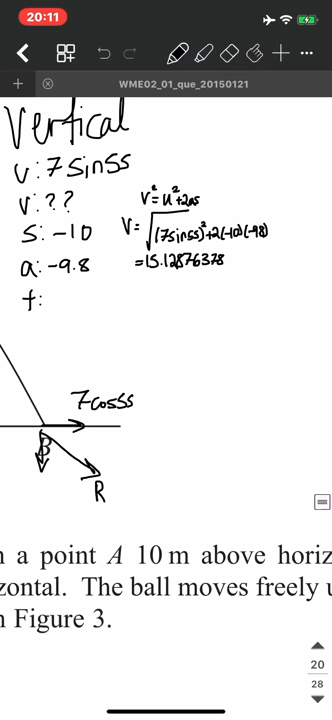 20:11
WME02_01_que_20150121
Vertical
u: 7sin55
v: ??
s: -10
a: -9.8
t:
v² = u² + 2as
v = √(7sin55)² + 2(-10)(-9.8)
= 15.12876378
7cos55
B
R
n a point A 10 m above horiz
zontal. The ball moves freely u
n Figure 3.
20
28